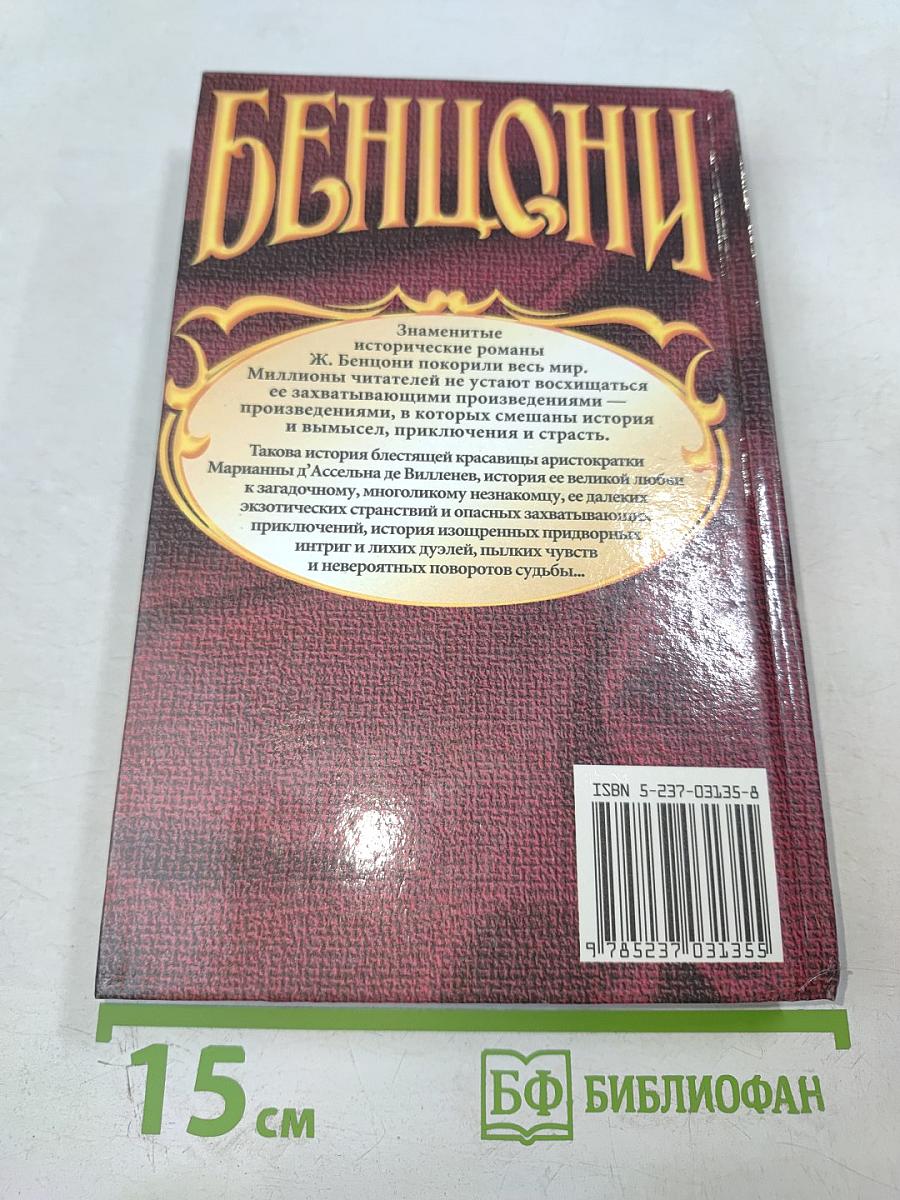 БЕНЦОНИ
Знаменитые
исторические романы
Ж. Бенцони покорили весь мир.
Миллионы читателей не устают восхищаться
ее захватывающими произведениями —
произведениями, в которых смешаны история
и вымысел, приключения и страсть.
Такова история блестящей красавицы аристократки
Марианны д'Ассельна де Вилленев, история ее великой любви
к загадочному, многоликому незнакомцу, ее далеких
экзотических странствий и опасных захватывающих
приключений, история изощренных придворных
интриг и лихих дуэлей, пылких чувств
и невероятных поворотов судьбы...
ISBN 5-237-03135-8
9 785237 031355
15 см
БФ БИБЛИОФАН